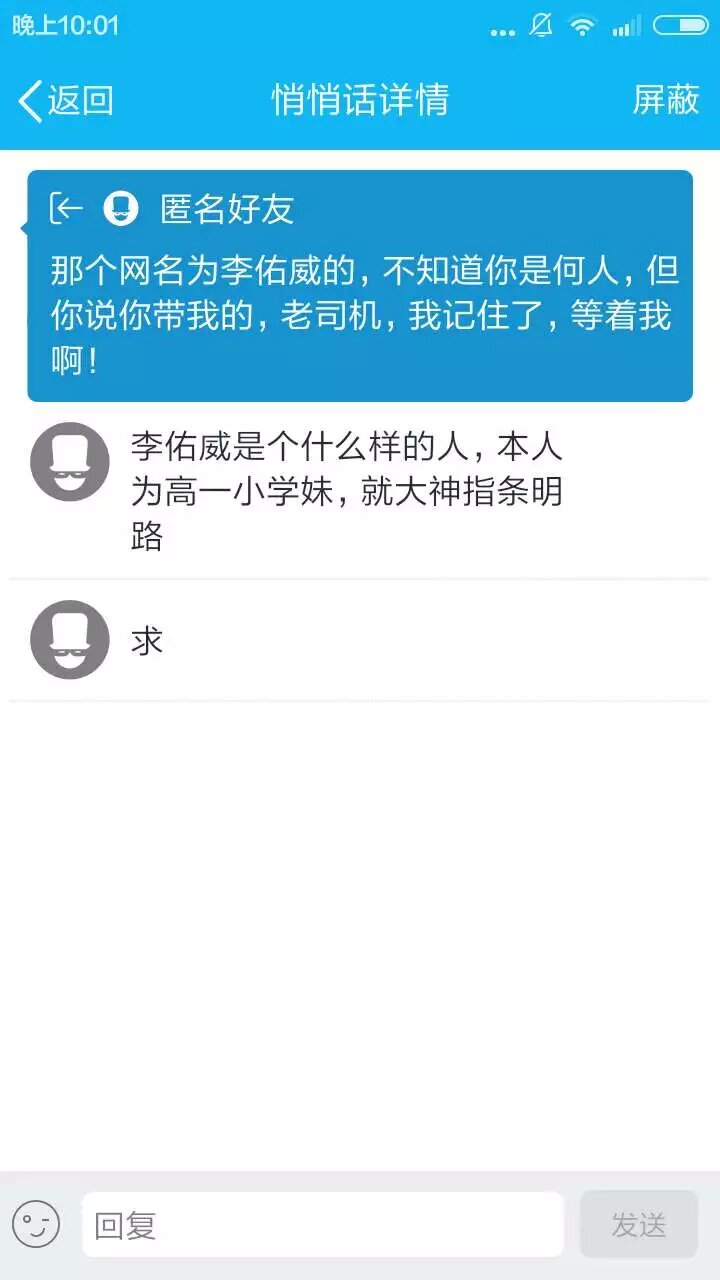 晚上10:01
返回
悄悄话详情
屏蔽
匿名好友
那个网名为李佑威的，不知道你是何人，但
你说你带我的，老司机，我记住了，等着我
啊！
李佑威是个什么样的人，本人
为高一小学妹，就大神指条明
路
求
回复
发送